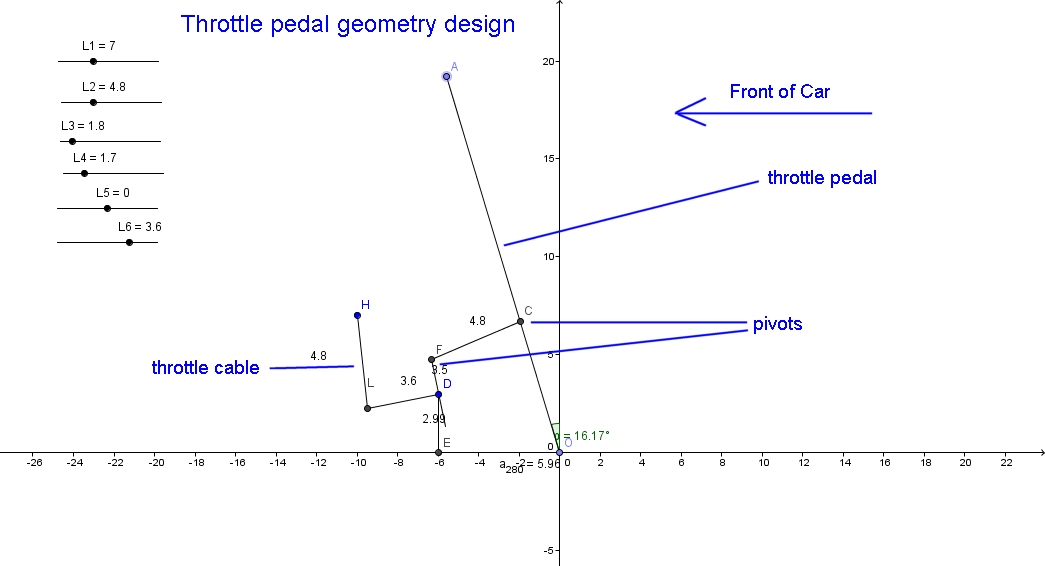 Throttle pedal geometry design
L1 = 7
L2 = 4.8
L3 = 1.8
L4 = 1.7
L5 = 0
L6 = 3.6
A
Front of Car
throttle pedal
20
15
10
5
0
-5
H
C
4.8
pivots
F
4.8
throttle cable
3.5
L
3.6
D
2.99
E
= 16.17°
O
-26 -24 -22 -20 -18 -16 -14 -12 -10 -8 -6 -4 -2 0 2 4 6 8 10 12 14 16 18 20 22
= 5.96
280